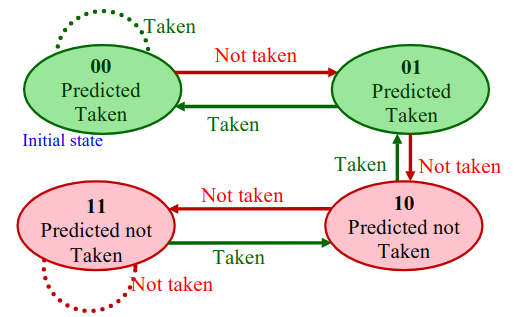 Taken
Not taken
00
Predicted
Taken
01
Predicted
Taken
Taken
Initial state
Taken
Not taken
Not taken
11
Predicted not
Taken
10
Predicted not
Taken
Taken
Not taken